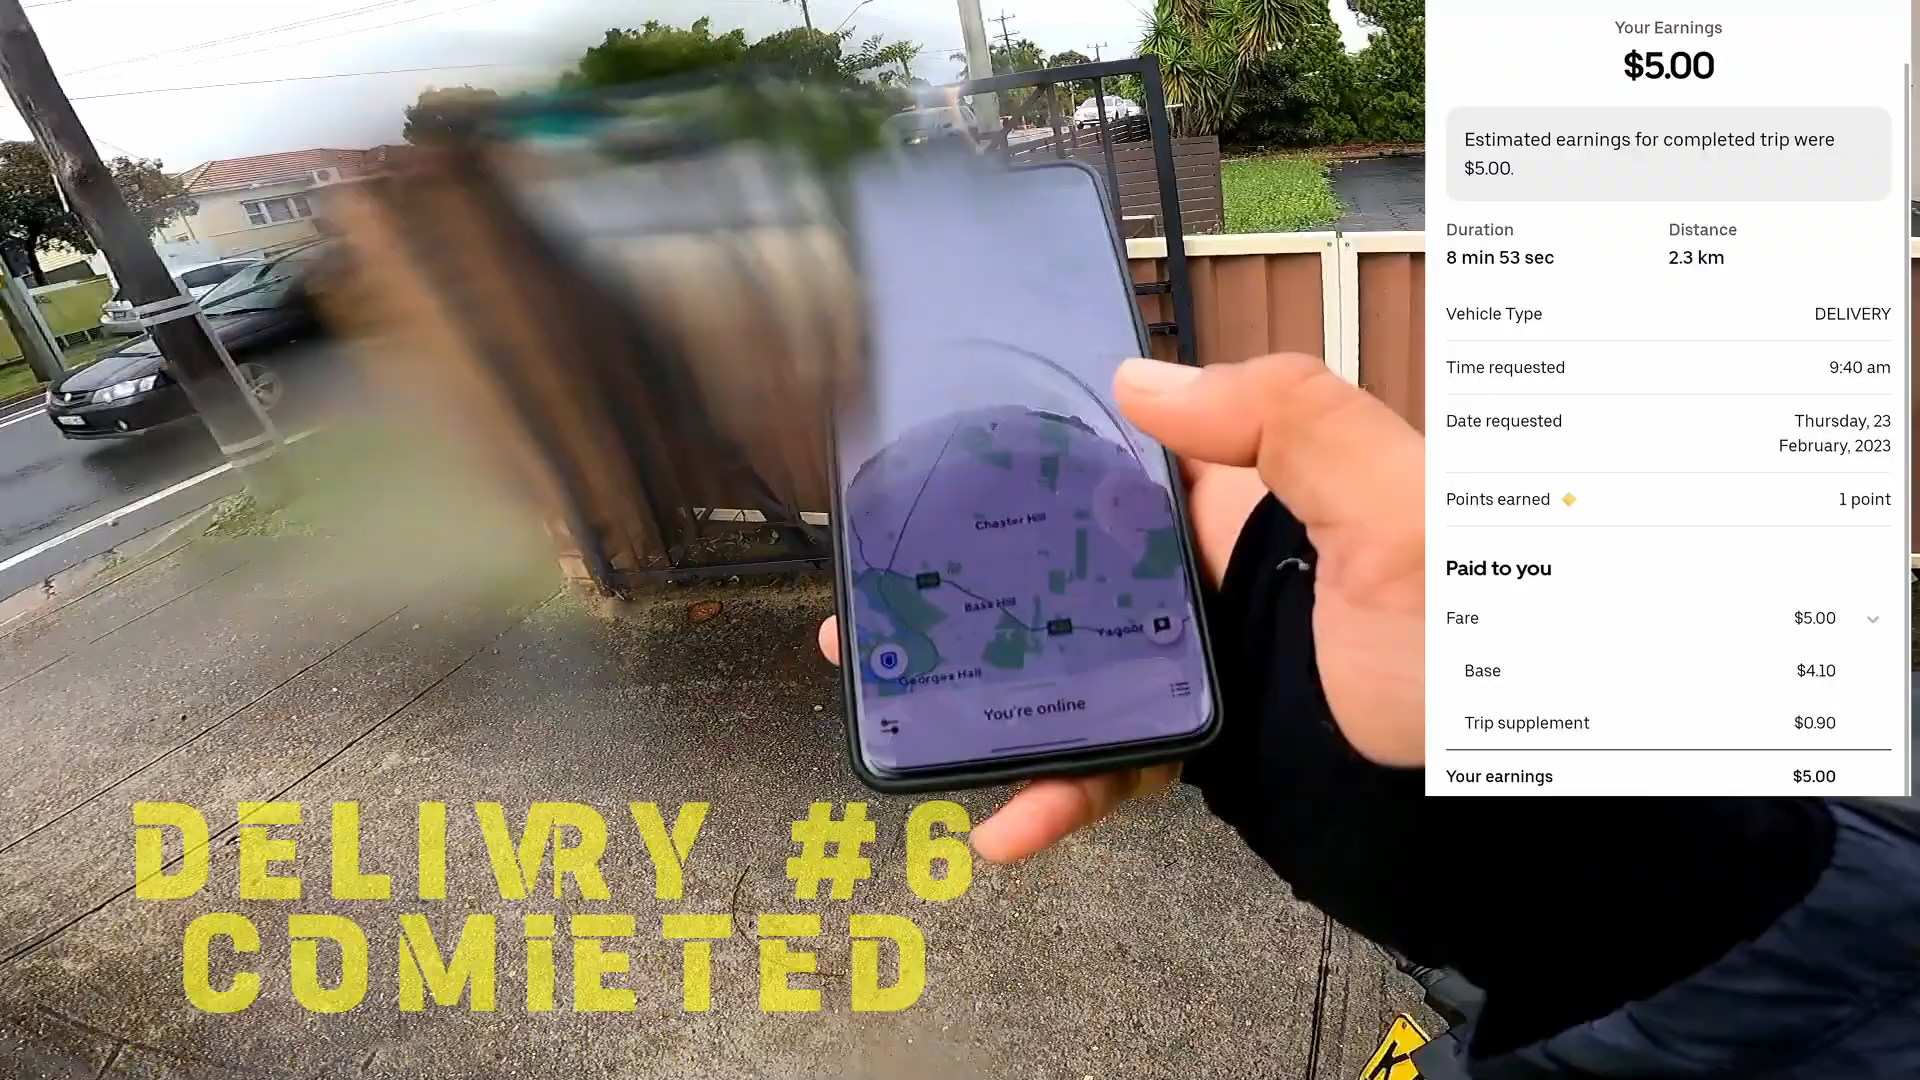 Your Earnings
$5.00
Estimated earnings for completed trip were
$5.00.
Duration
Distance
8 min 53 sec
2.3 km
Vehicle Type
DELIVERY
Time requested
9:40 am
Date requested
Thursday, 23
February, 2023
Points earned
1 point
Paid to you
Fare
$5.00
Base
$4.10
Trip supplement
$0.90
Your earnings
$5.00
Chester Hill
Bass Hill
Yagoor
Georges Hall
You're online
DELIVRY #6
COMIETED